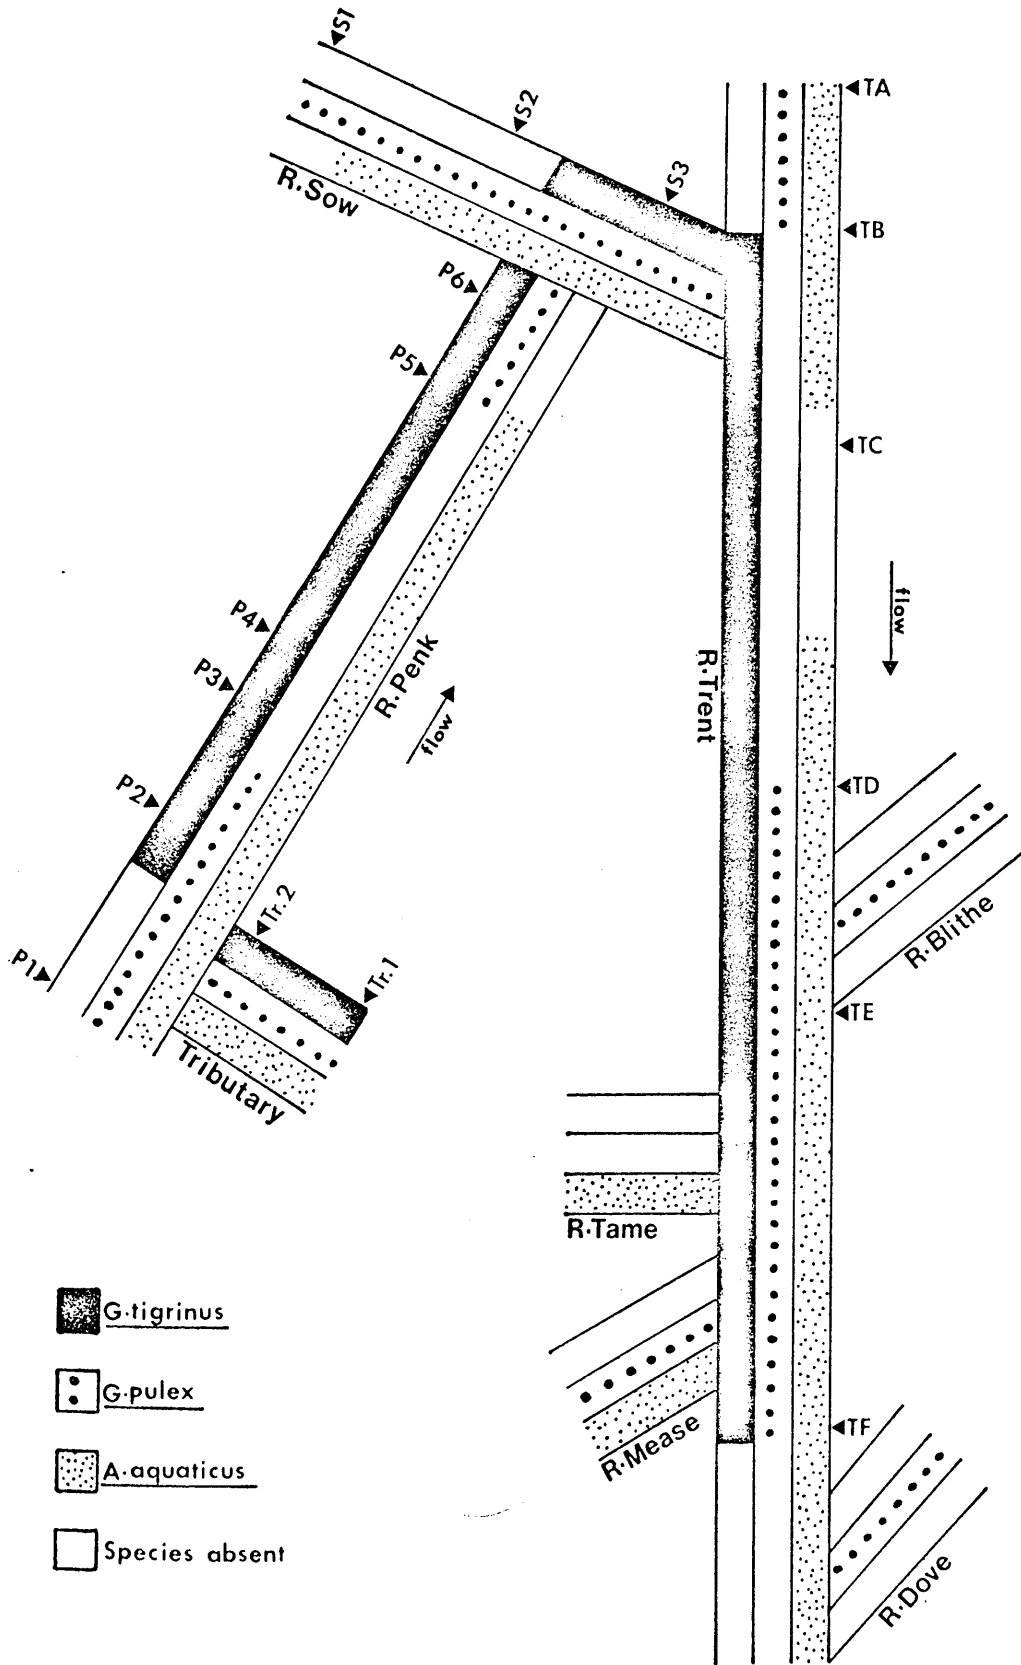 S1
S2
S3
R.Sow
TA
TB
TC
flow
TD
R.Blithe
TE
TF
R.Dove
P6
P5
P4
P3
P2
P1
R.Penk
flow
R.Trent
Tr.2
Tr.1
Tributary
R.Tame
R.Mease
G.tigrinus
G.pulex
A.aquaticus
Species absent